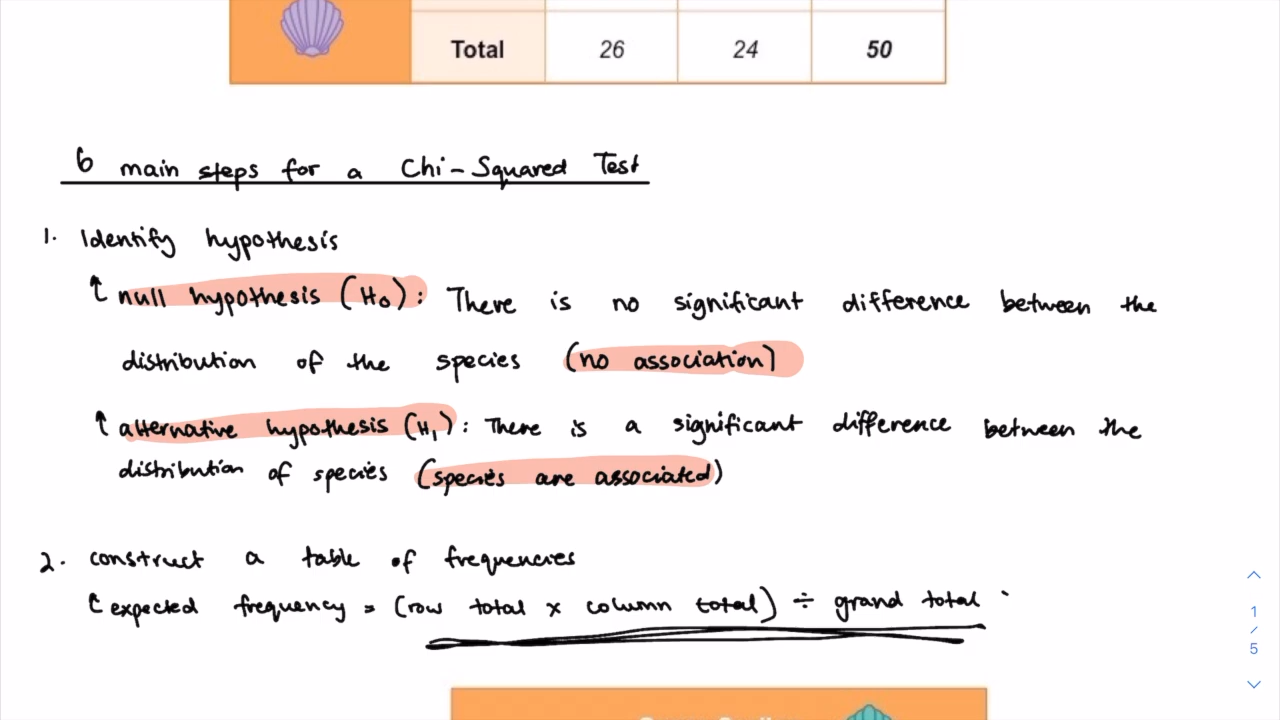 Total 26 24 50
6 main steps for a Chi-Squared Test
1. Identify hypothesis
null hypothesis (H₀): There is no significant difference between the
distribution of the species (no association)
alternative hypothesis (H₁): There is a significant difference between the
distribution of species (species are associated)
2. construct a table of frequencies
expected frequency = (row total x column total) ÷ grand total
1
/
5